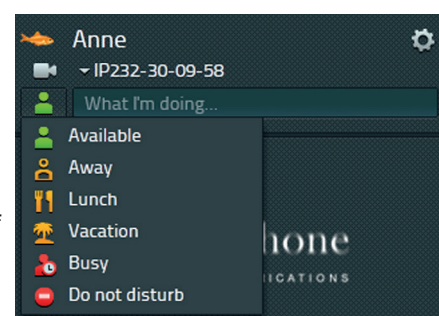 Anne
IP232-30-09-58
What I'm doing...
Available
Away
Lunch
Vacation
Busy
Do not disturb
hone
ICATIONS